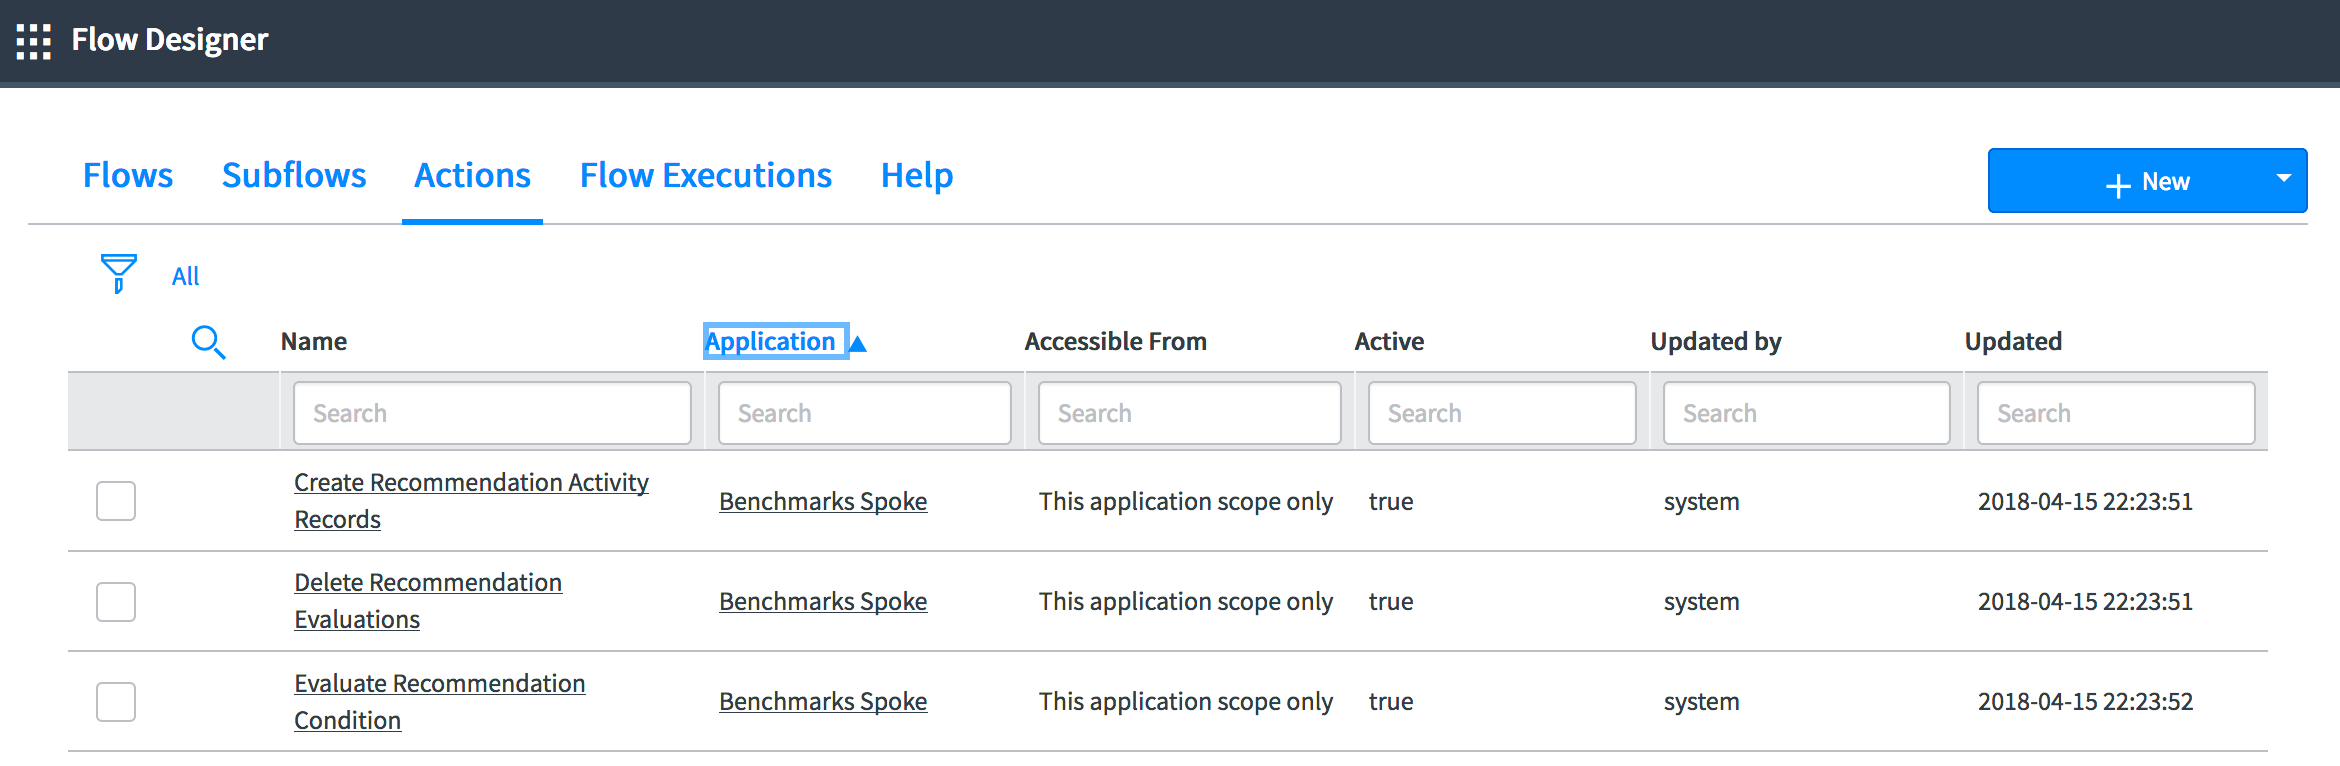 Flow Designer
Flows Subflows Actions Flow Executions Help
New
All
Name Application Accessible From Active Updated by Updated
Search Search Search Search Search Search
Create Recommendation Activity
Records
Benchmarks Spoke This application scope only true system 2018-04-15 22:23:51
Delete Recommendation
Evaluations
Benchmarks Spoke This application scope only true system 2018-04-15 22:23:51
Evaluate Recommendation
Condition
Benchmarks Spoke This application scope only true system 2018-04-15 22:23:52